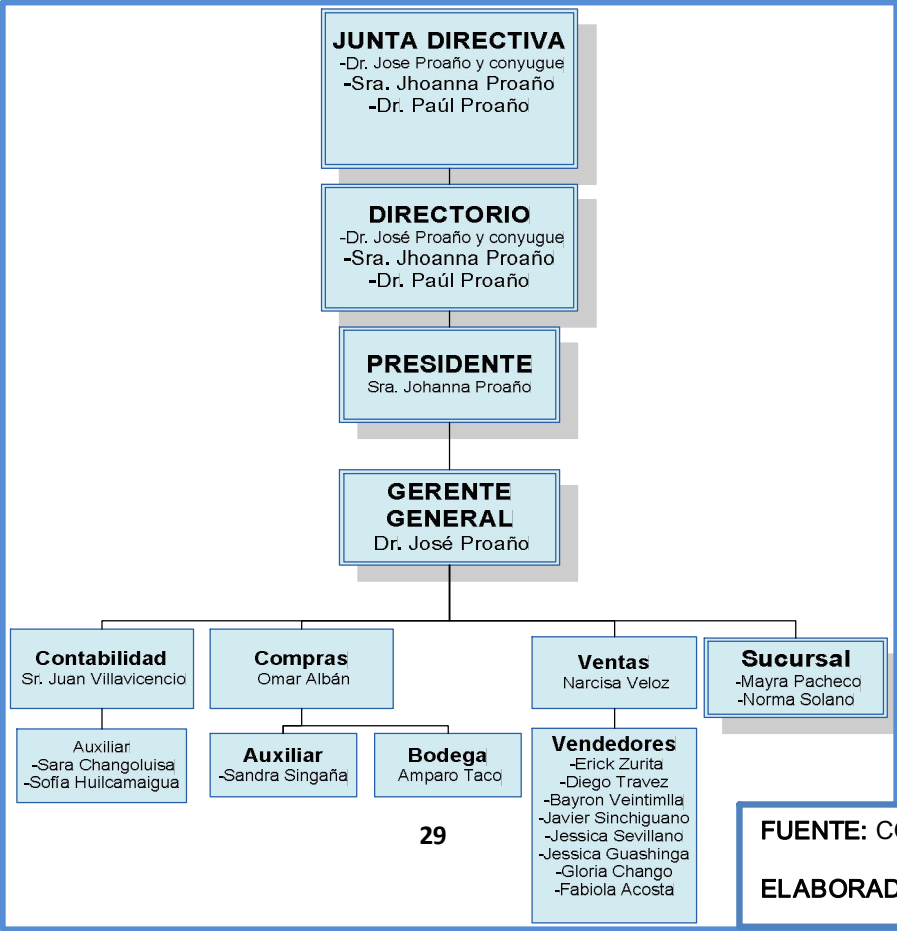 JUNTA DIRECTIVA
-Dr. Jose Proaño y conyugue
-Sra. Jhoanna Proaño
-Dr. Paúl Proaño
DIRECTORIO
-Dr. José Proaño y conyugue
-Sra. Jhoanna Proaño
-Dr. Paúl Proaño
PRESIDENTE
Sra. Johanna Proaño
GERENTE
GENERAL
Dr. José Proaño
Contabilidad
Sr. Juan Villavicencio
Auxiliar
-Sara Changoluisa
-Sofía Huilcamaigua
Compras
Omar Albán
Auxiliar
-Sandra Singaña
Bodega
Amparo Taco
Ventas
Narcisa Veloz
Vendedores
-Erick Zurita
-Diego Travez
-Bayron Veintimlla
-Javier Sinchiguano
-Jessica Sevillano
-Jessica Guashinga
-Gloria Chango
-Fabiola Acosta
Sucursal
-Mayra Pacheco
-Norma Solano
29
FUENTE: